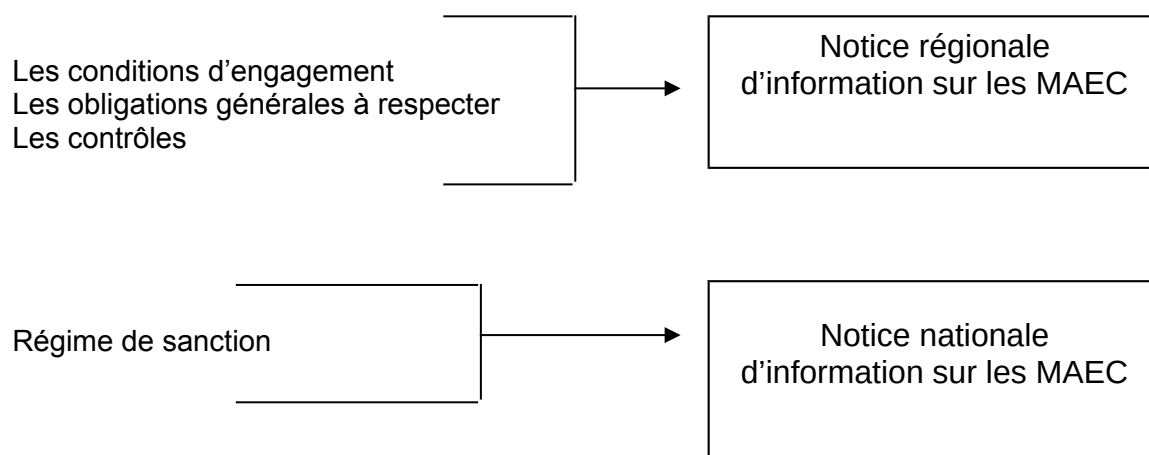 Les conditions d’engagement
Les obligations générales à respecter
Les contrôles
Notice régionale
d’information sur les MAEC
Régime de sanction
Notice nationale
d’information sur les MAEC